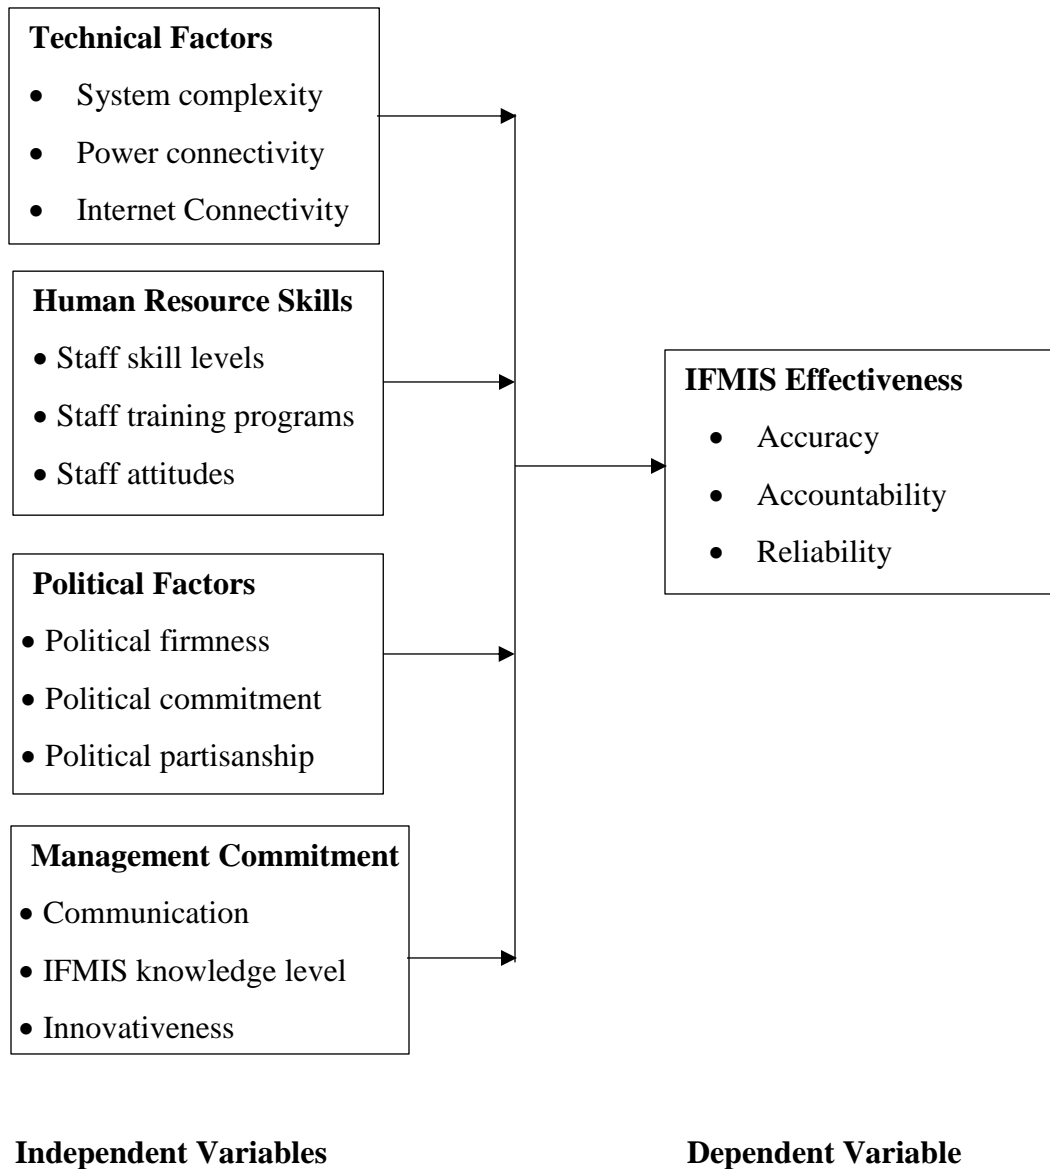 Technical Factors
• System complexity
• Power connectivity
• Internet Connectivity
Human Resource Skills
• Staff skill levels
• Staff training programs
• Staff attitudes
Political Factors
• Political firmness
• Political commitment
• Political partisanship
Management Commitment
• Communication
• IFMIS knowledge level
• Innovativeness
IFMIS Effectiveness
• Accuracy
• Accountability
• Reliability
Independent Variables
Dependent Variable